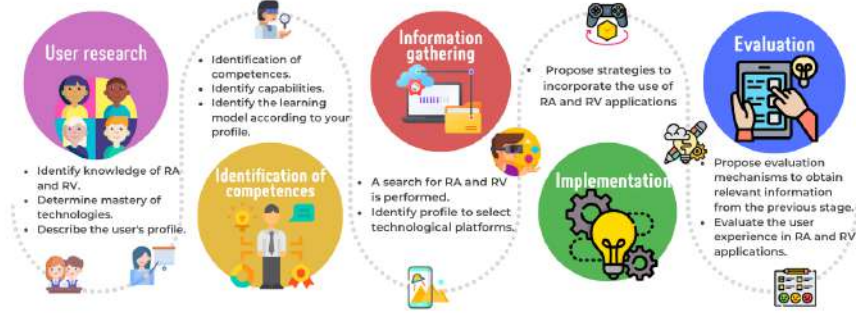 User research
• Identify knowledge of RA
and RV.
• Determine mastery of
technologies.
• Describe the user's profile.
• Identification of
competences.
• Identify capabilities.
• Identify the learning
model according to your
profile.
Identification of
competences
Information
gathering
• A search for RA and RV
is performed.
• Identify profile to select
technological platforms.
• Propose strategies to
incorporate the use of
RA and RV applications
Implementation
Evaluation
• Propose evaluation
mechanisms to obtain
relevant information
from the previous stage.
• Evaluate the user
experience in RA and RV
applications.